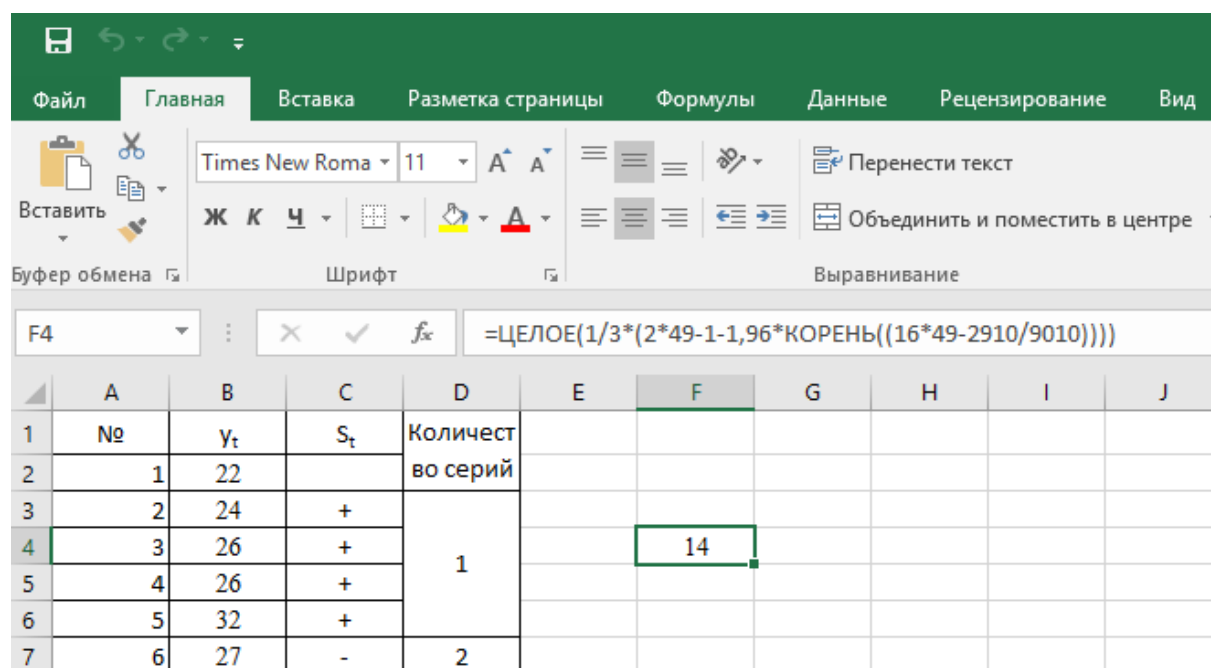 Файл Главная Вставка Разметка страницы Формулы Данные Рецензирование Вид
Times New Roma 11 Перенести текст
Вставить Ж К Ч А Объединить и поместить в центре
Буфер обмена Шрифт Выравнивание
F4 fx =ЦЕЛОЕ(1/3*(2*49-1-1,96*КОРЕНЬ((16*49-2910/9010))))
A B C D E F G H I J
1 № yt St Количест
2 1 22 во серий
3 2 24 +
4 3 26 + 14
1
5 4 26 +
6 5 32 +
7 6 27 - 2